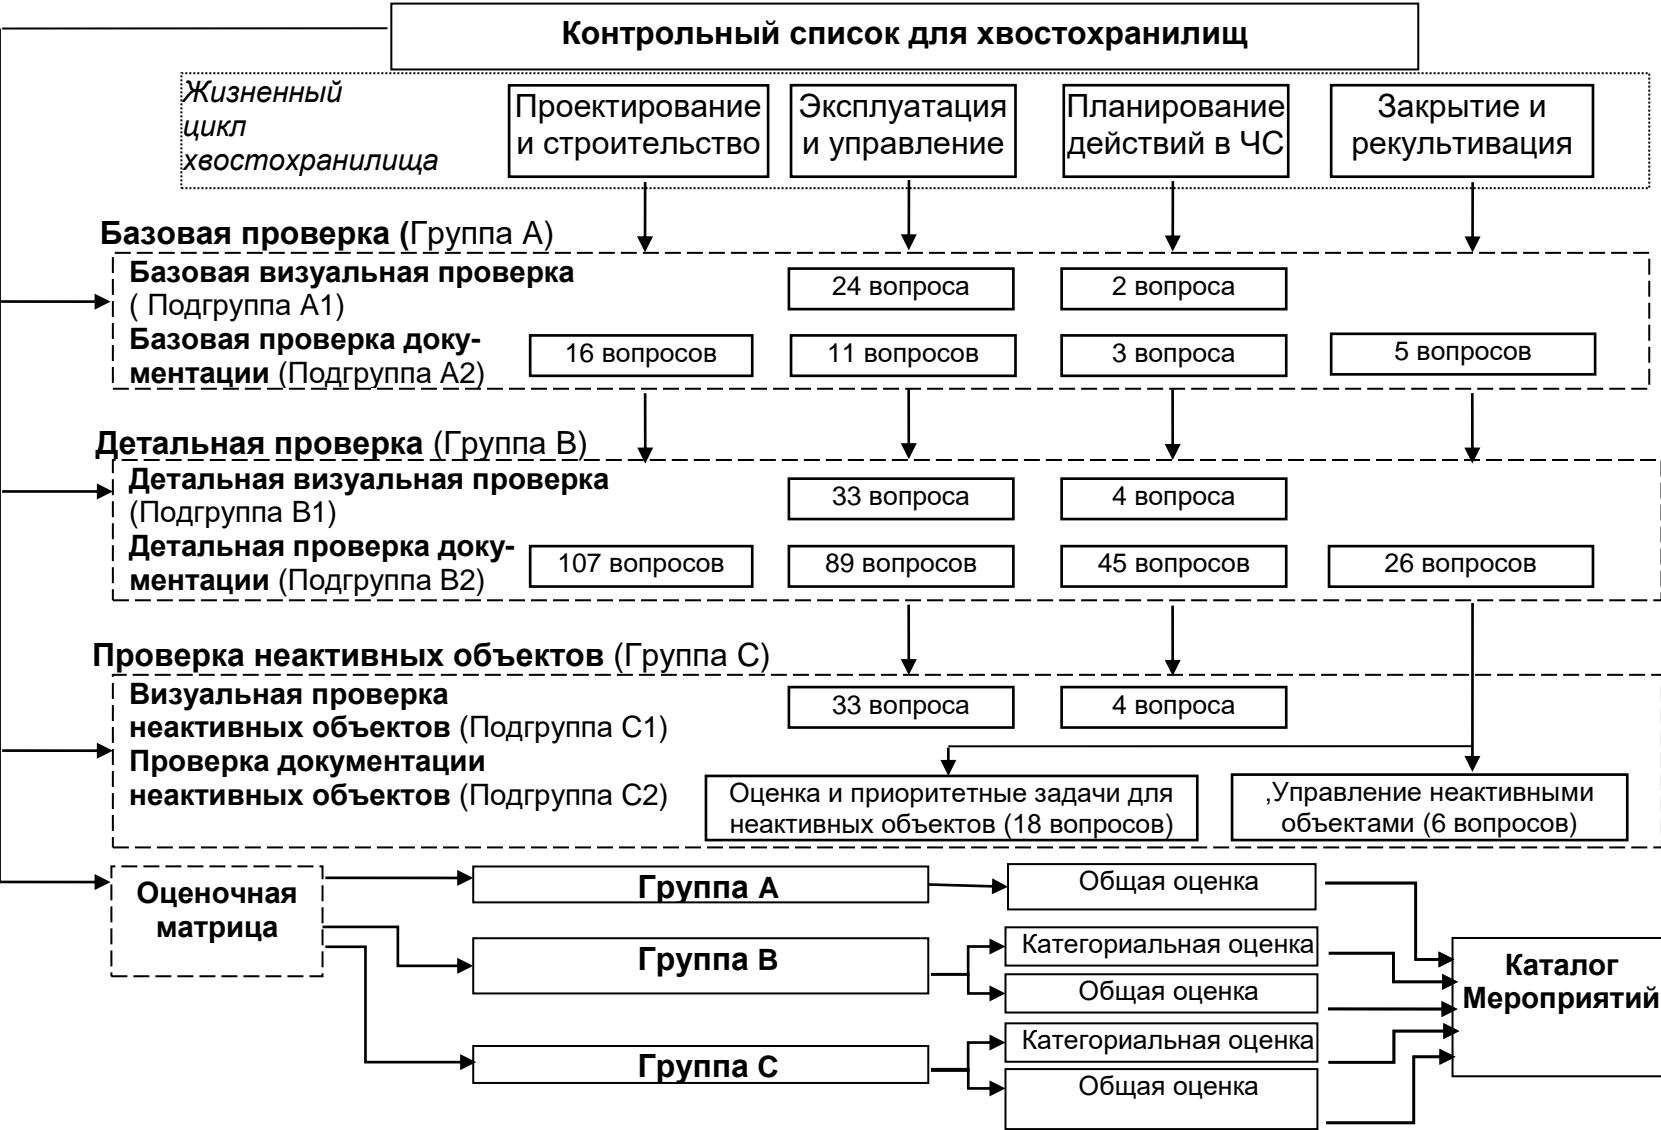 Контрольный список для хвостохранилищ
Жизненный
цикл
хвостохранилища
Проектирование
и строительство
Эксплуатация
и управление
Планирование
действий в ЧС
Закрытие и
рекультивация
Базовая проверка (Группа А)
Базовая визуальная проверка
( Подгруппа А1)
24 вопроса
2 вопроса
Базовая проверка доку-
ментации (Подгруппа А2)
16 вопросов
11 вопросов
3 вопроса
5 вопросов
Детальная проверка (Группа В)
Детальная визуальная проверка
(Подгруппа В1)
33 вопроса
4 вопроса
Детальная проверка доку-
ментации (Подгруппа В2)
107 вопросов
89 вопросов
45 вопросов
26 вопросов
Проверка неактивных объектов (Группа С)
Визуальная проверка
неактивных объектов (Подгруппа С1)
33 вопроса
4 вопроса
Проверка документации
неактивных объектов (Подгруппа С2)
Оценка и приоритетные задачи для
неактивных объектов (18 вопросов)
,Управление неактивными
объектами (6 вопросов)
Оценочная
матрица
Группа А
Общая оценка
Группа В
Категориальная оценка
Общая оценка
Группа С
Категориальная оценка
Общая оценка
Каталог
Мероприятий